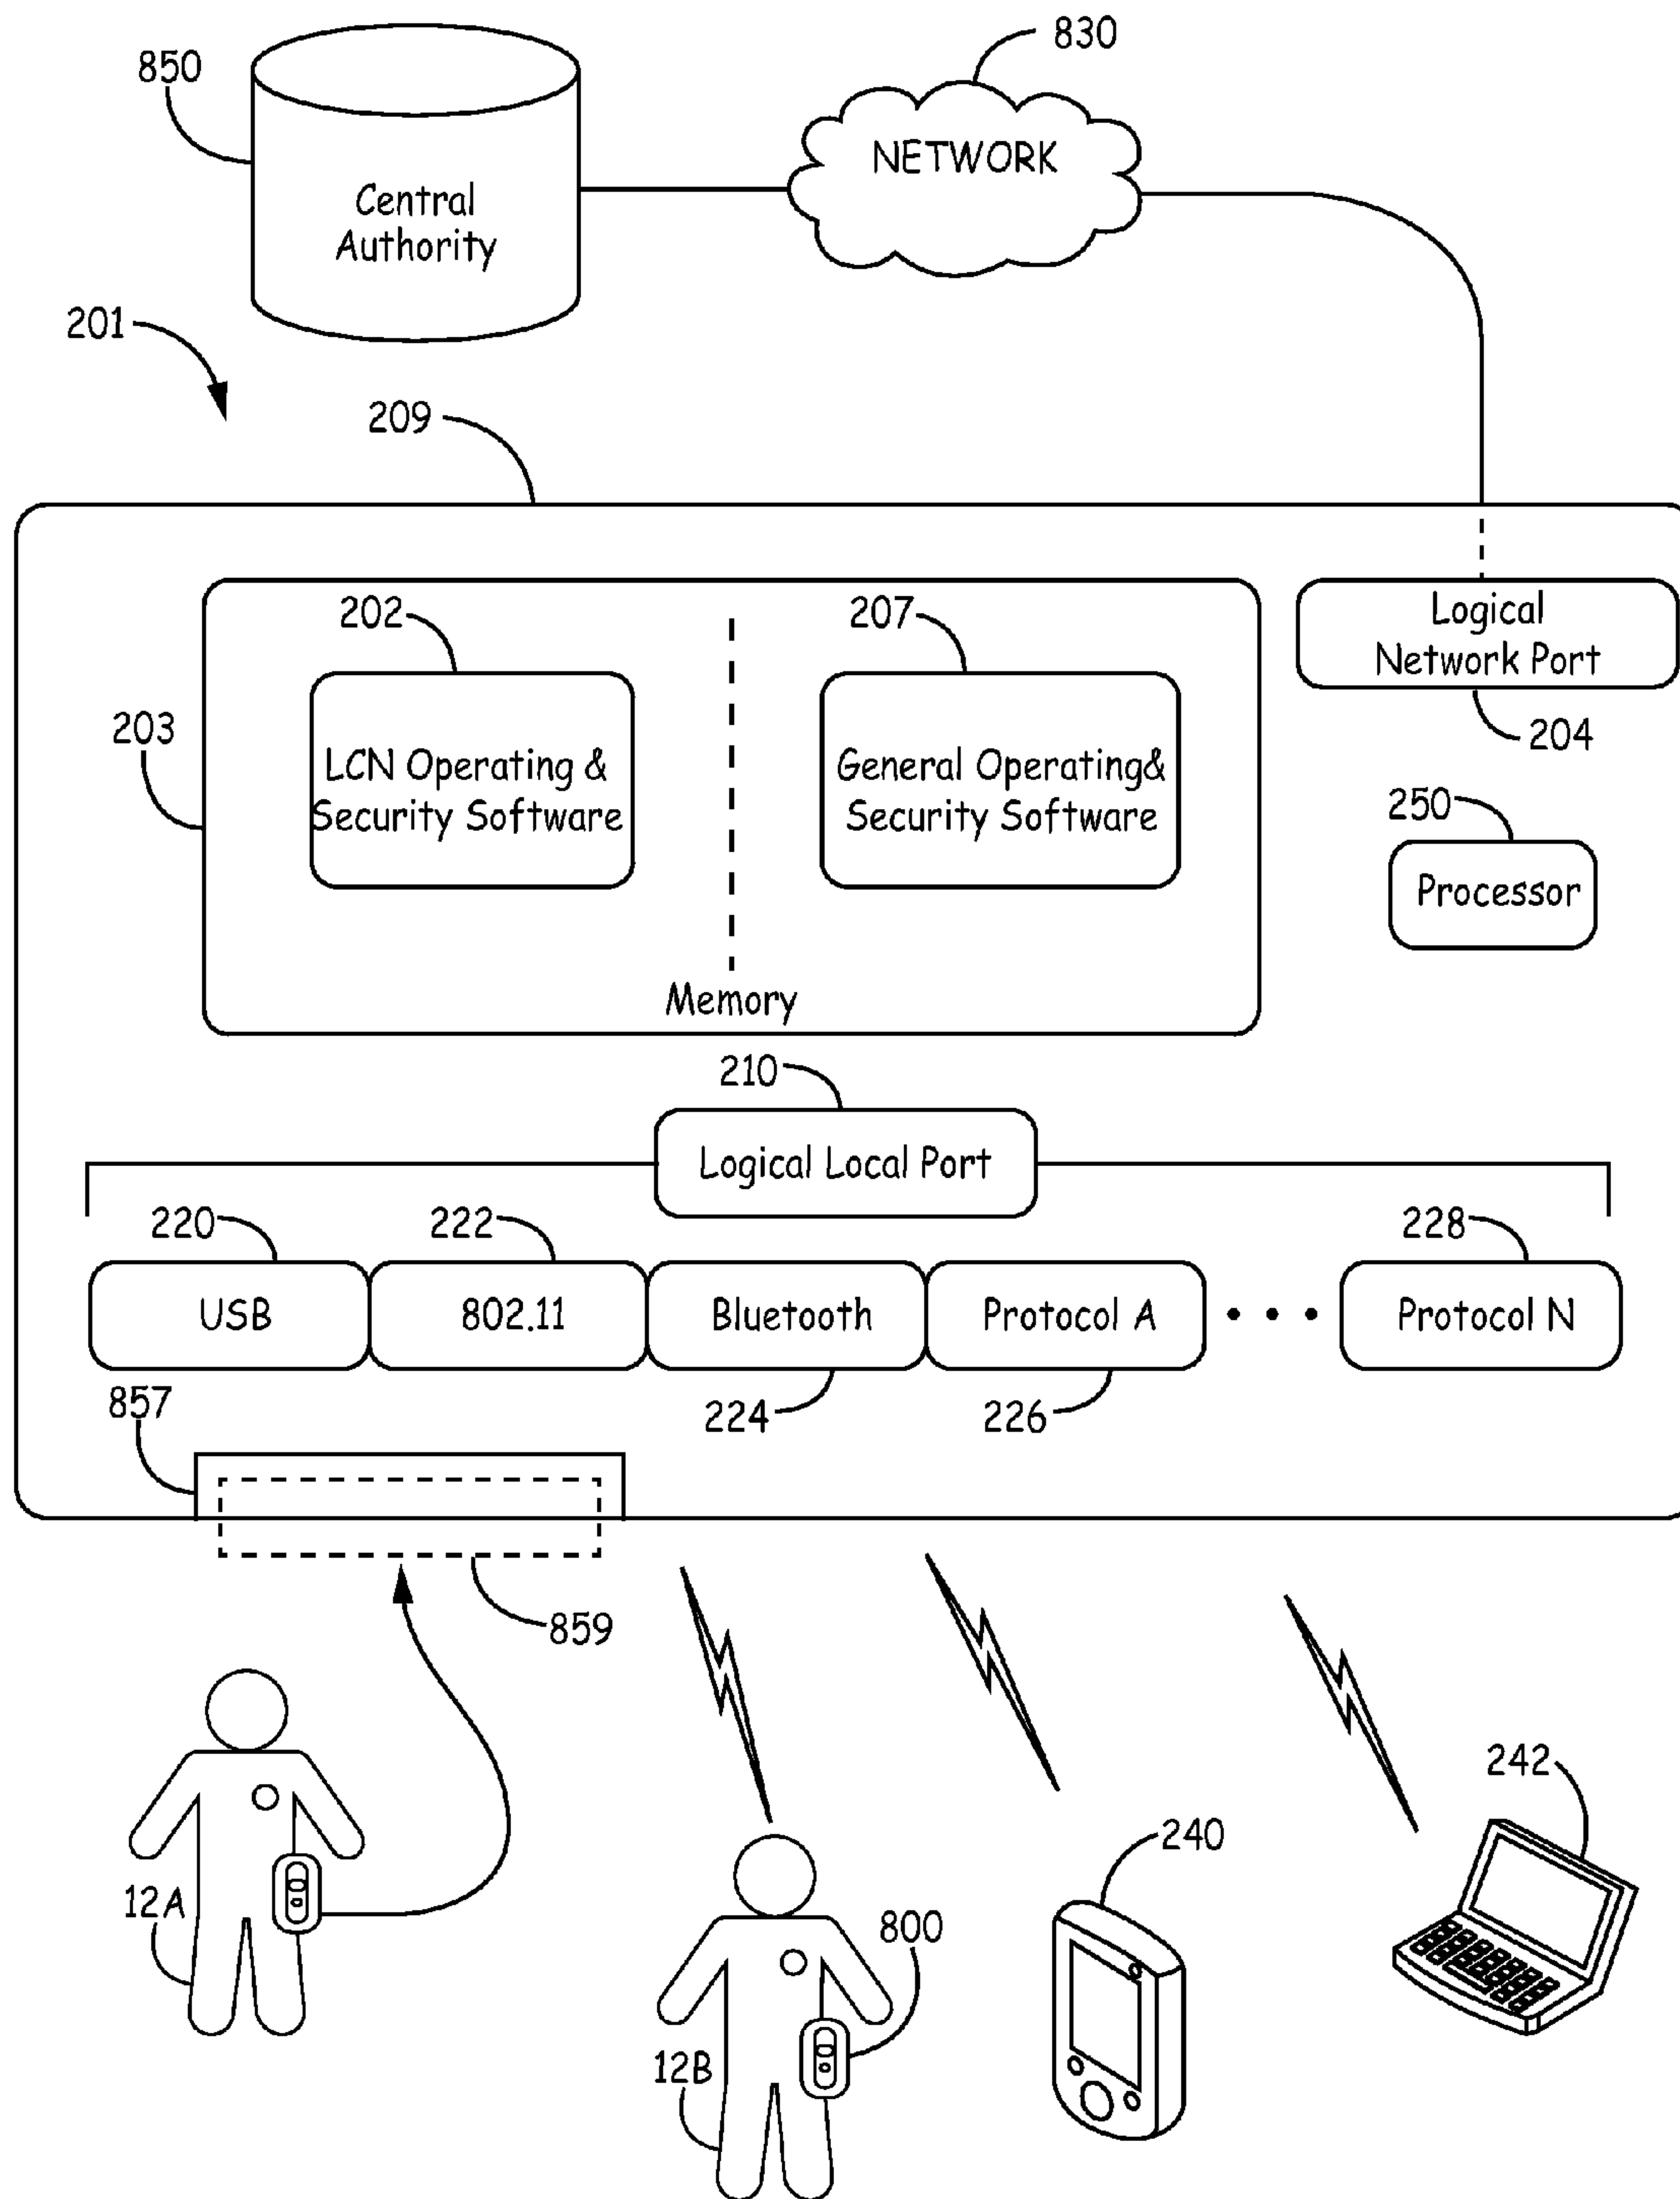 850
830
NETWORK
Central
Authority
201
209
202
207
Logical
Network Port
203
204
LCN Operating &
Security Software
General Operating&
Security Software
250
Processor
Memory
210
Logical Local Port
220
222
228
USB
802.11
Bluetooth
Protocol A
• • •
Protocol N
857
224
226
859
242
240
12A
800
12B